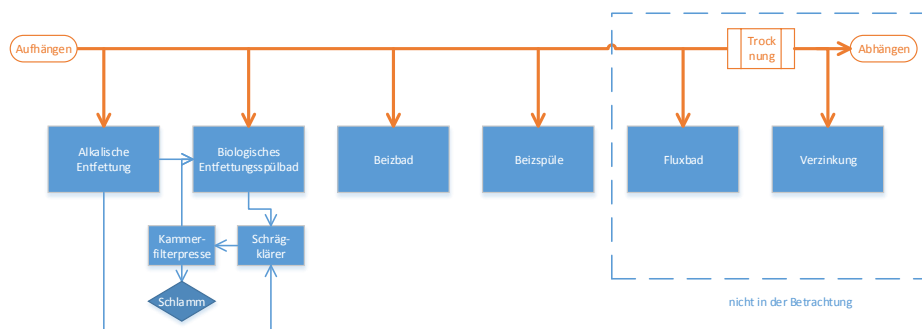 Aufhängen
Trock
nung
Abhängen
Alkalische
Entfettung
Biologisches
Entfettungsspülbad
Beizbad
Beizspüle
Fluxbad
Verzinkung
Kammer-
filterpresse
Schräg-
klärer
Schlamm
nicht in der Betrachtung